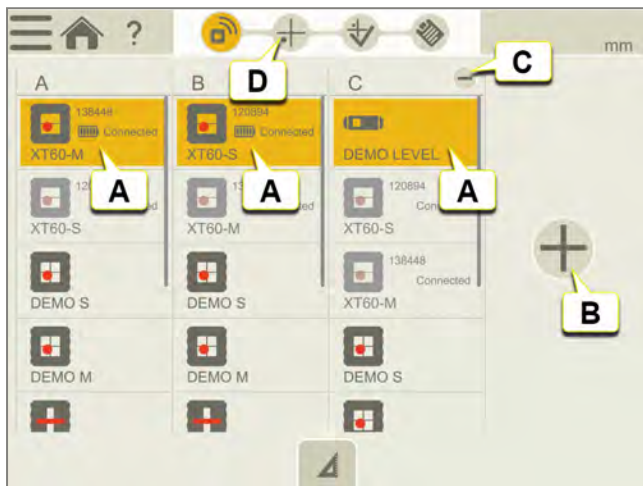 ?
mm
D
C
A
B
C
138448
Connected
XT60-M
120894
Connected
XT60-S
DEMO LEVEL
A
A
A
XT60-S
XT60-M
120894
XT60-S
138448
Connected
XT60-M
DEMO S
DEMO S
DEMO M
DEMO M
DEMO S
B